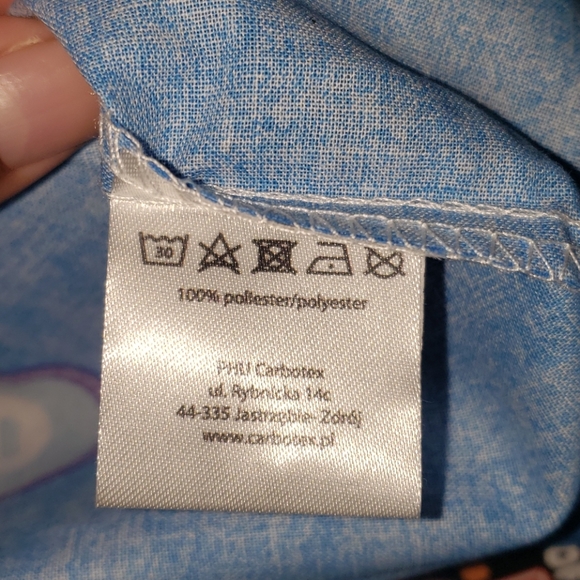 30
100% poliester/polyester
PHU Carbotex
ul. Rybnicka 14c
44-335 Jastrzębie-Zdrój
www.carbotex.pl